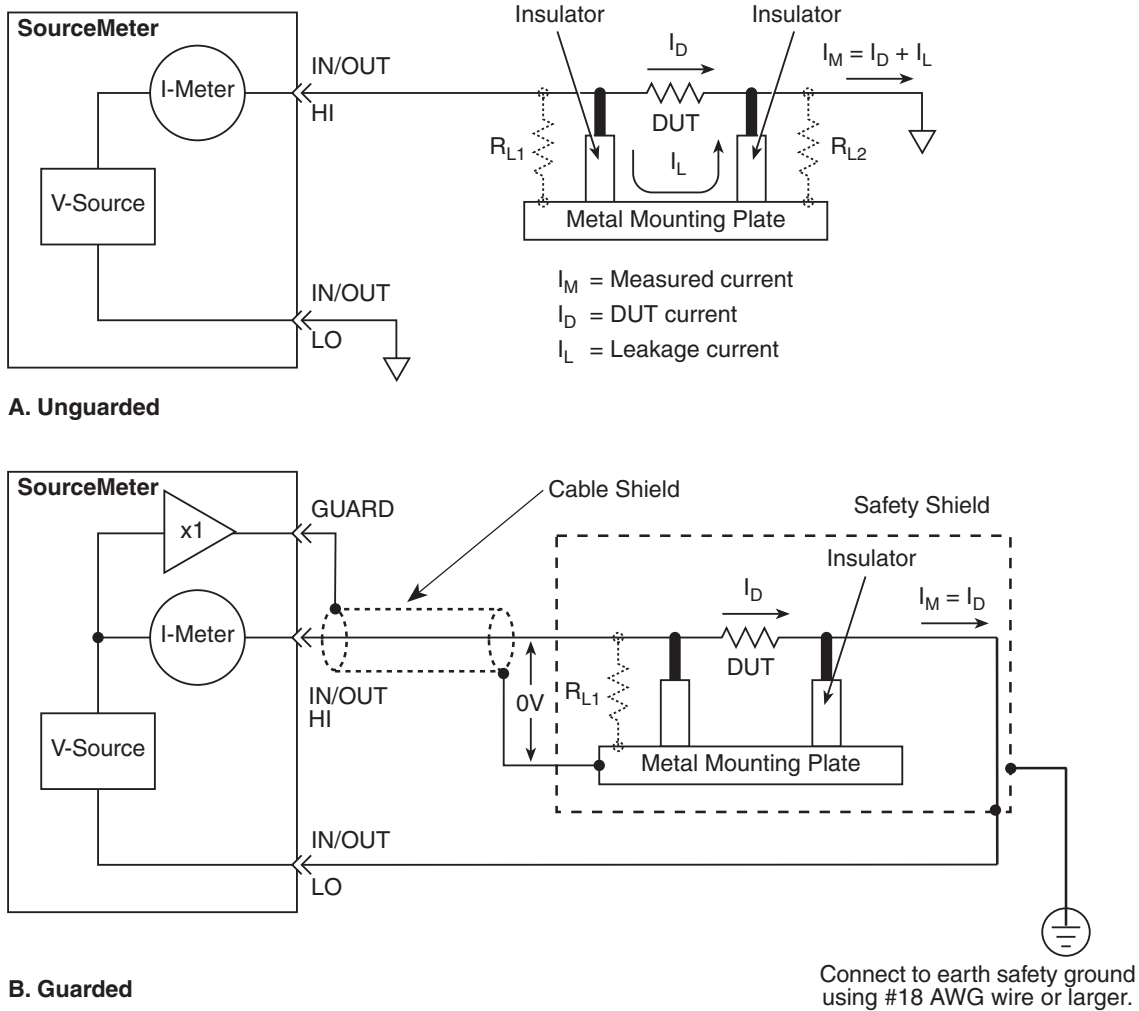 SourceMeter
I-Meter
V-Source
IN/OUT
HI
IN/OUT
LO
Insulator
Insulator
I_D
I_M = I_D + I_L
DUT
R_L1
I_L
R_L2
Metal Mounting Plate
I_M = Measured current
I_D = DUT current
I_L = Leakage current
A. Unguarded
SourceMeter
x1
GUARD
Cable Shield
Safety Shield
Insulator
I-Meter
I_D
I_M = I_D
DUT
IN/OUT
HI
0V
R_L1
V-Source
Metal Mounting Plate
IN/OUT
LO
B. Guarded
Connect to earth safety ground
using #18 AWG wire or larger.